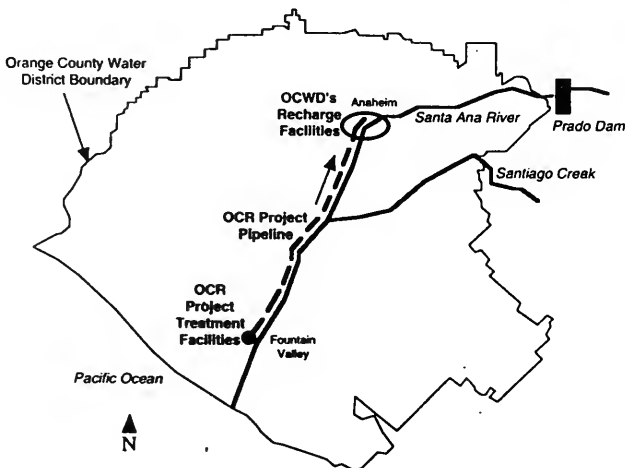 Orange County Water
District Boundary
OCWD's
Recharge
Facilities
Anaheim
Santa Ana River
Prado Dam
Santiago Creak
OCR Project
Pipeline
OCR
Project
Treatment
Facilities
Fountain
Valley
Pacific Ocean
N